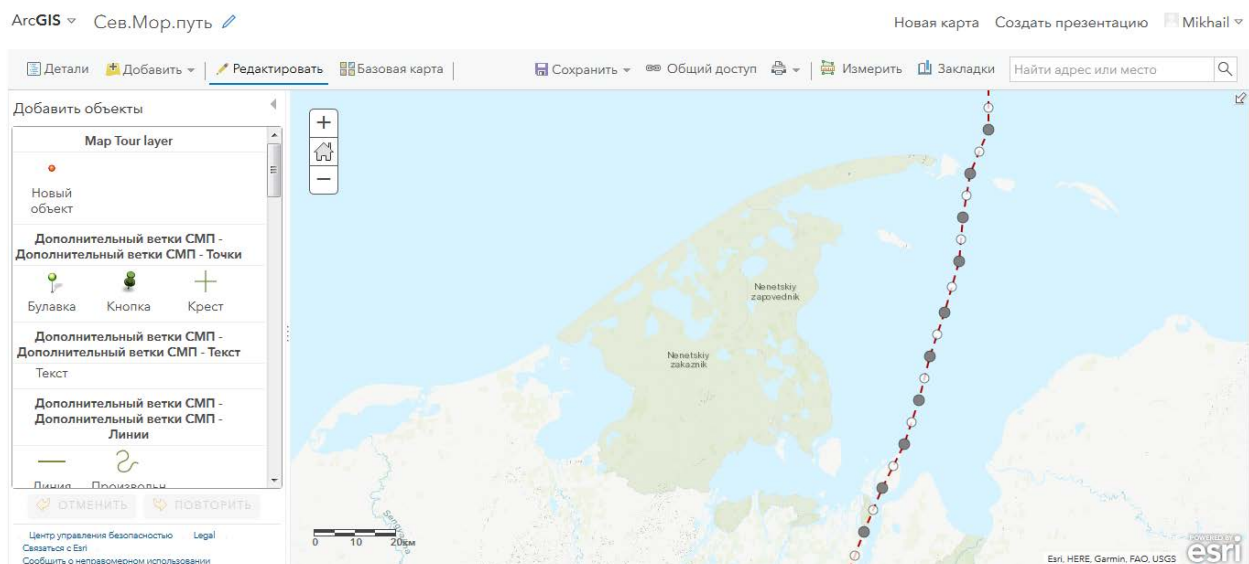 ArcGIS Сев.Мор.путь Новая карта Создать презентацию Mikhail
Детали Добавить Редактировать Базовая карта Сохранить Общий доступ Измерить Закладки Найти адрес или место
Добавить объекты
Map Tour layer
Новый
объект
Дополнительный ветки СМП -
Дополнительный ветки СМП - Точки
Булавка Кнопка Крест
Дополнительный ветки СМП -
Дополнительный ветки СМП - Текст
Текст
Дополнительный ветки СМП -
Дополнительный ветки СМП -
Линии
Линия Произвольн
ОТМЕНИТЬ ПОВТОРИТЬ
Центр управления безопасностью Legal
Связаться с Esri
Сообщить о неправомерном использовании
Nenetskiy
zapovednik
Nenetskiy
zakaznik
0 10 20км
Esri, HERE, Garmin, FAO, USGS
POWERED BY
esri